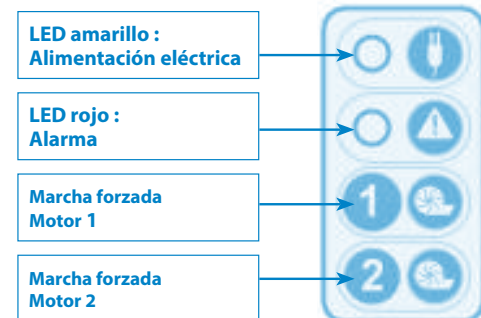 LED amarillo :
Alimentación eléctrica
LED rojo :
Alarma
Marcha forzada
Motor 1
1
Marcha forzada
Motor 2
2